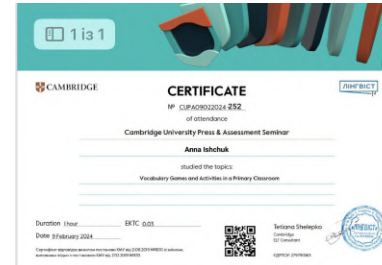 1 із 1
CAMBRIDGE
ЛІНГВІСТ
CERTIFICATE
№ CUPA09022024-252
of attendance
Cambridge University Press & Assessment Seminar
Anna Ishchuk
studied the topics:
Vocabulary Games and Activities in a Primary Classroom
Duration 1 hour
ЕКТС 0.03
Date 9 February 2024
Tetiana Shelepko
Cambridge
ELT Consultant